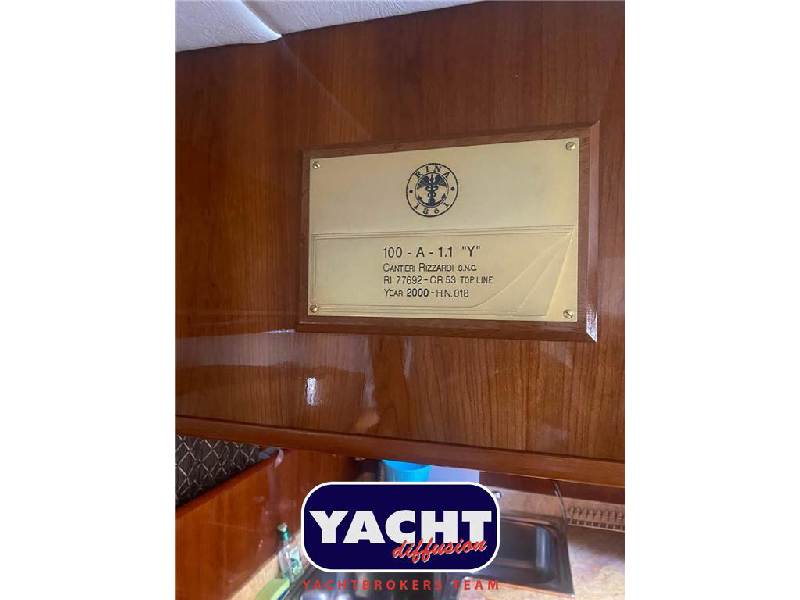 RINA
1861
100 - A - 1.1 "Y"
CANTIERI RIZZARDI S.N.C.
RI. 77692 - CR 53 TOP LINE
YEAR 2000 - H.N. 018
YACHT
diffusion
YACHTBROKERS TEAM